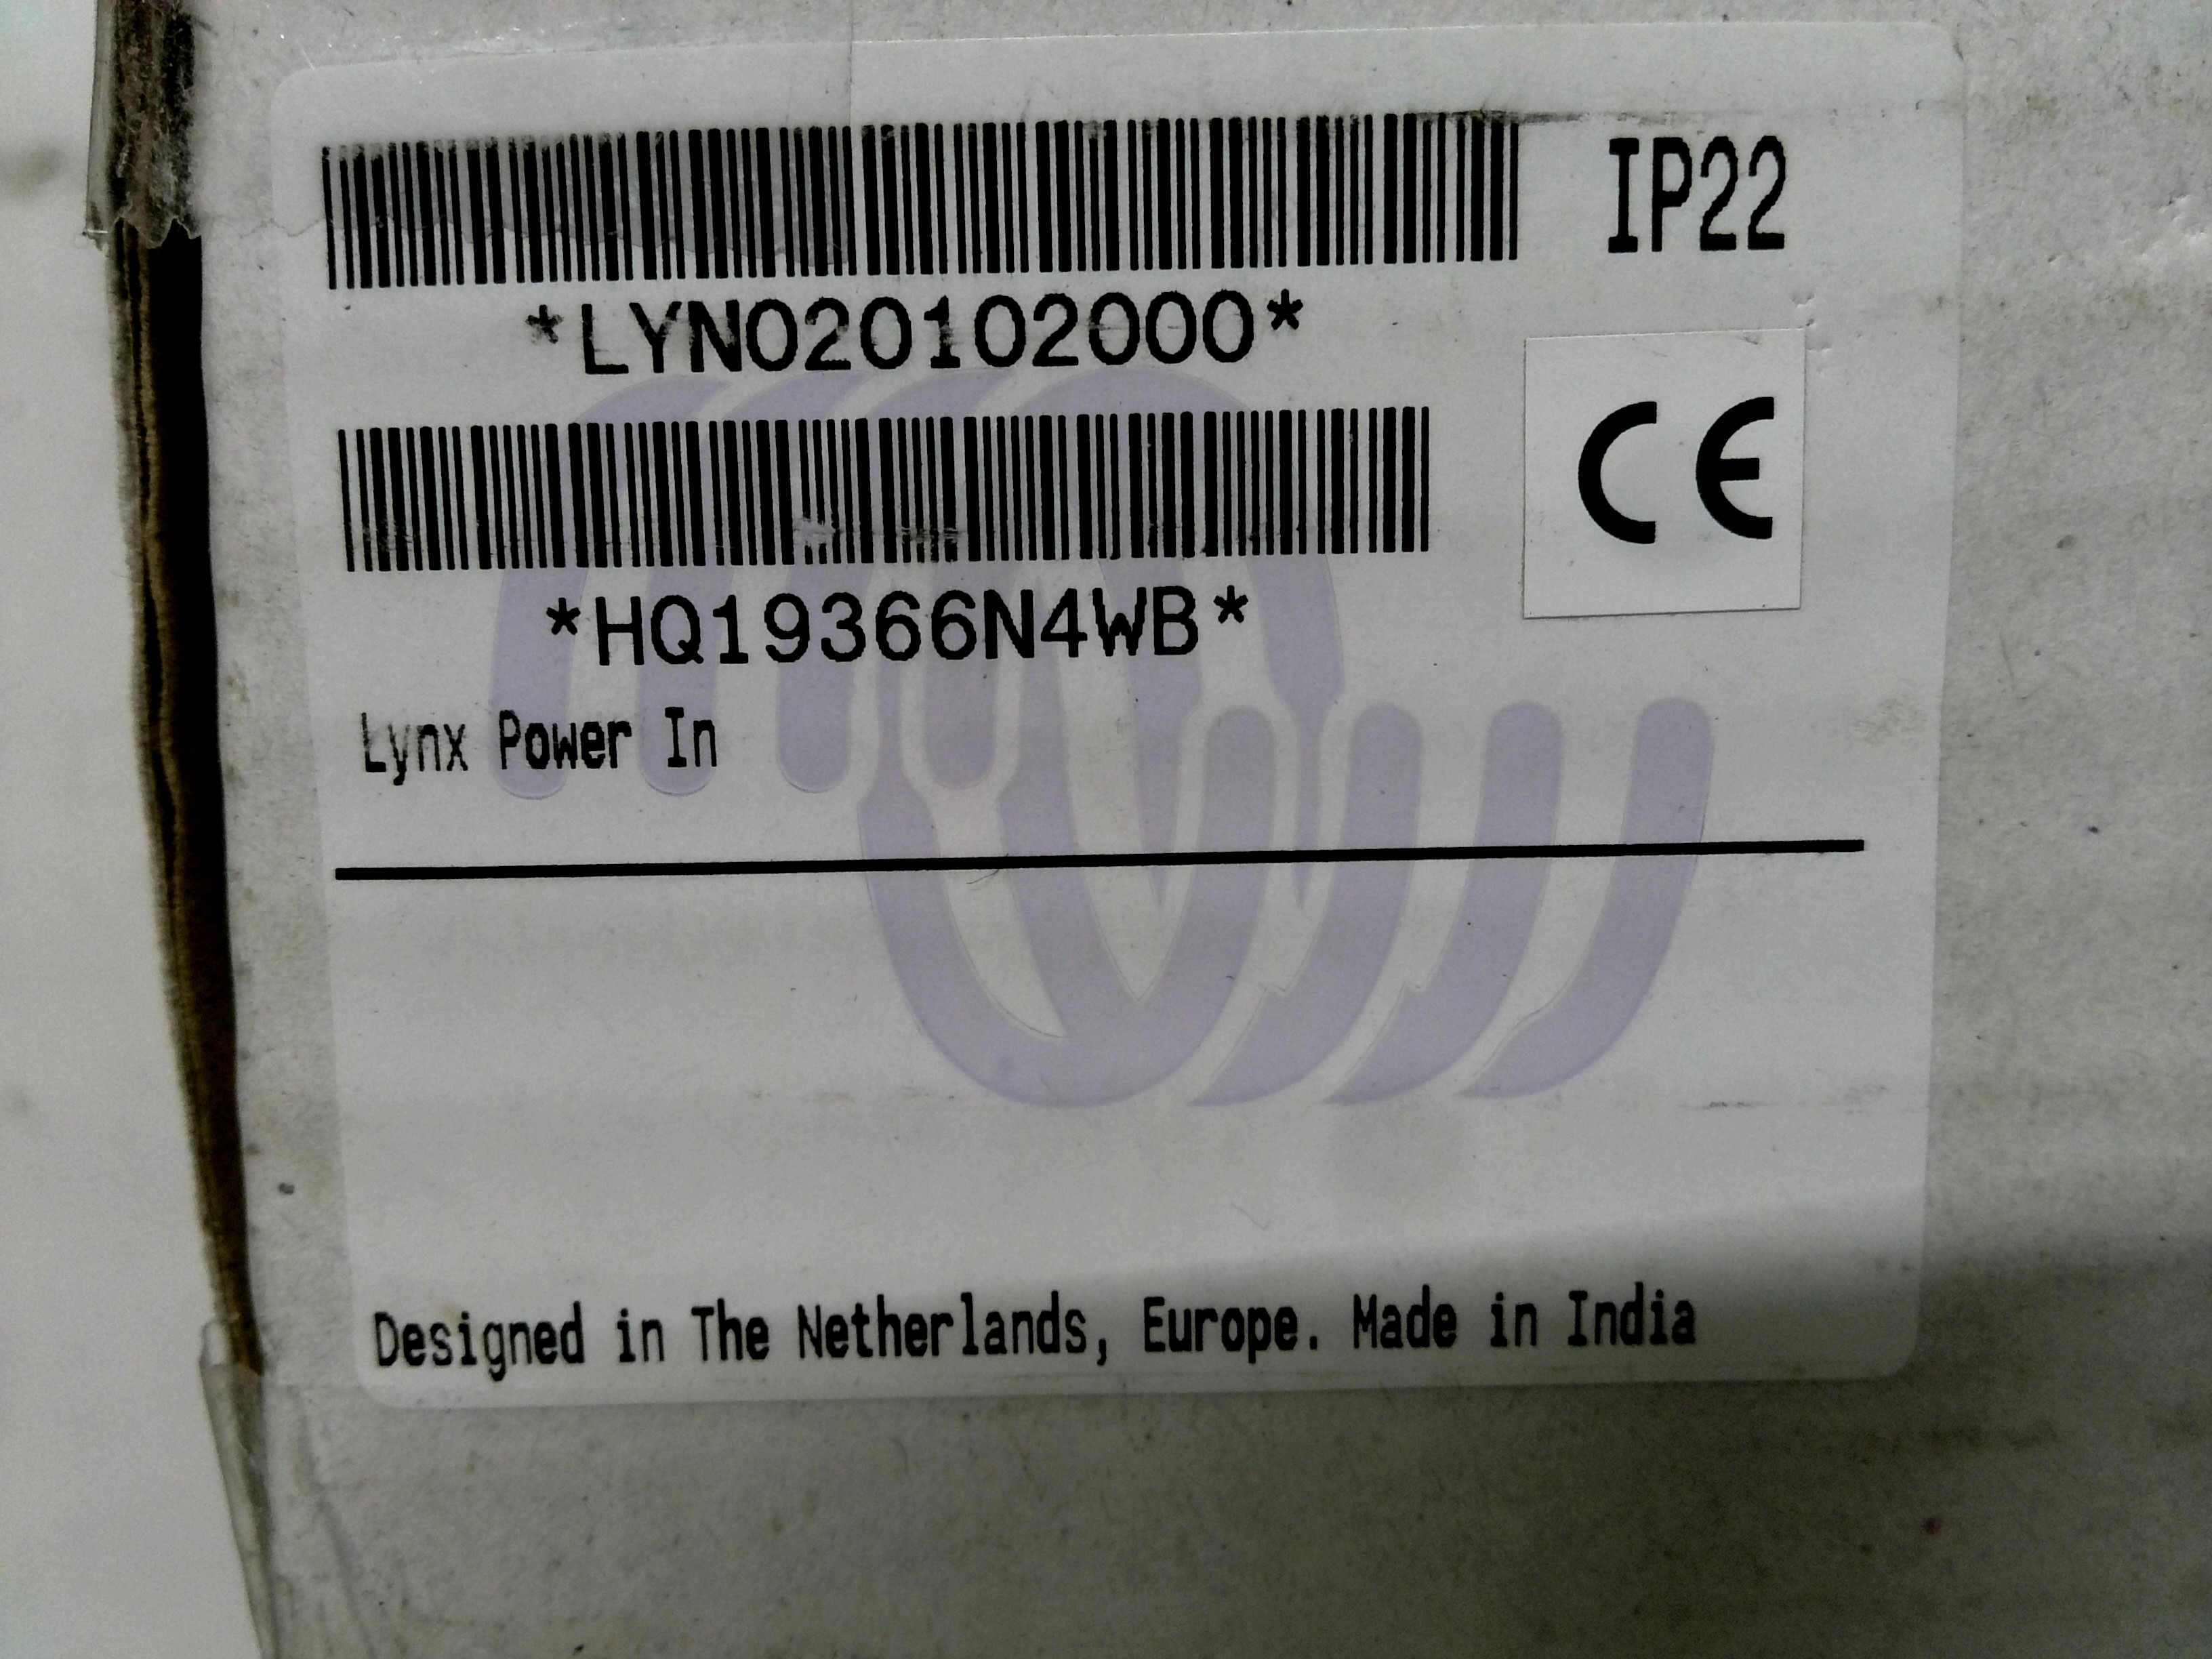 IP22
*LYN020102000*
CE
*HQ19366N4WB*
Lynx Power In
Designed in The Netherlands, Europe. Made in India